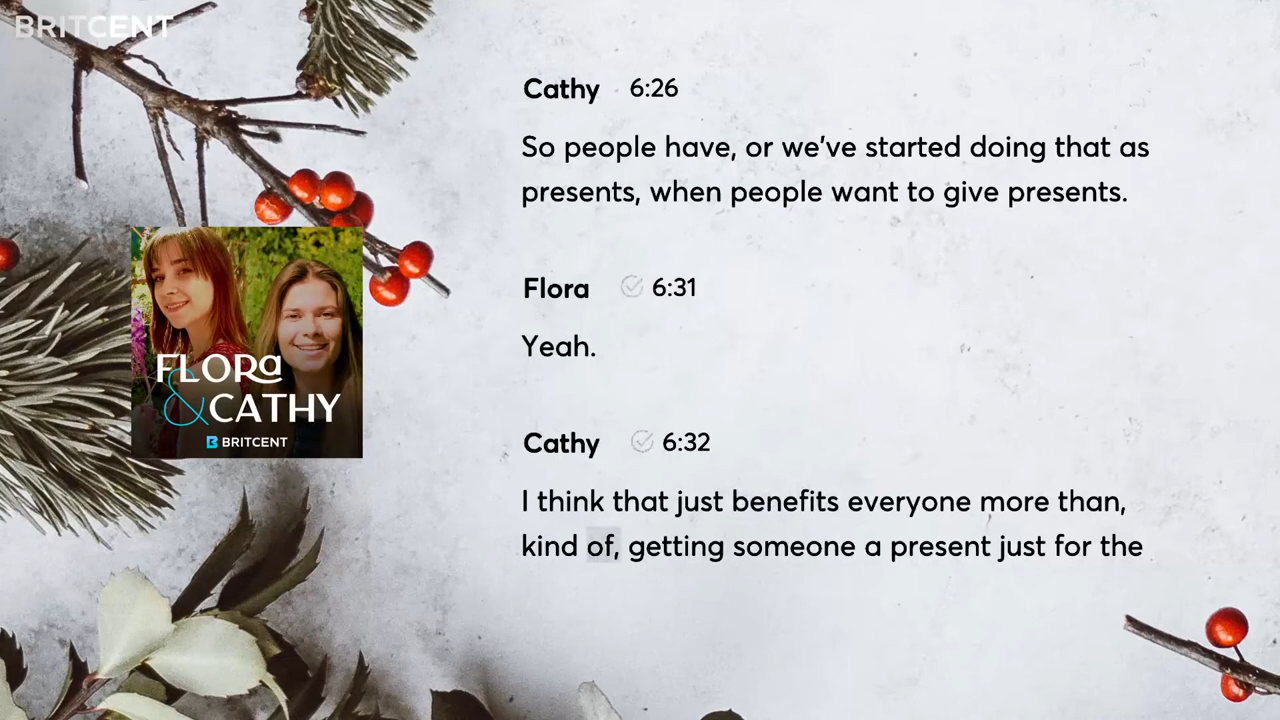 BRITCENT
Cathy 6:26
So people have, or we've started doing that as
presents, when people want to give presents.
Flora 6:31
Yeah.
Cathy 6:32
I think that just benefits everyone more than,
kind of, getting someone a present just for the
FLORa
& CATHY
BRITCENT